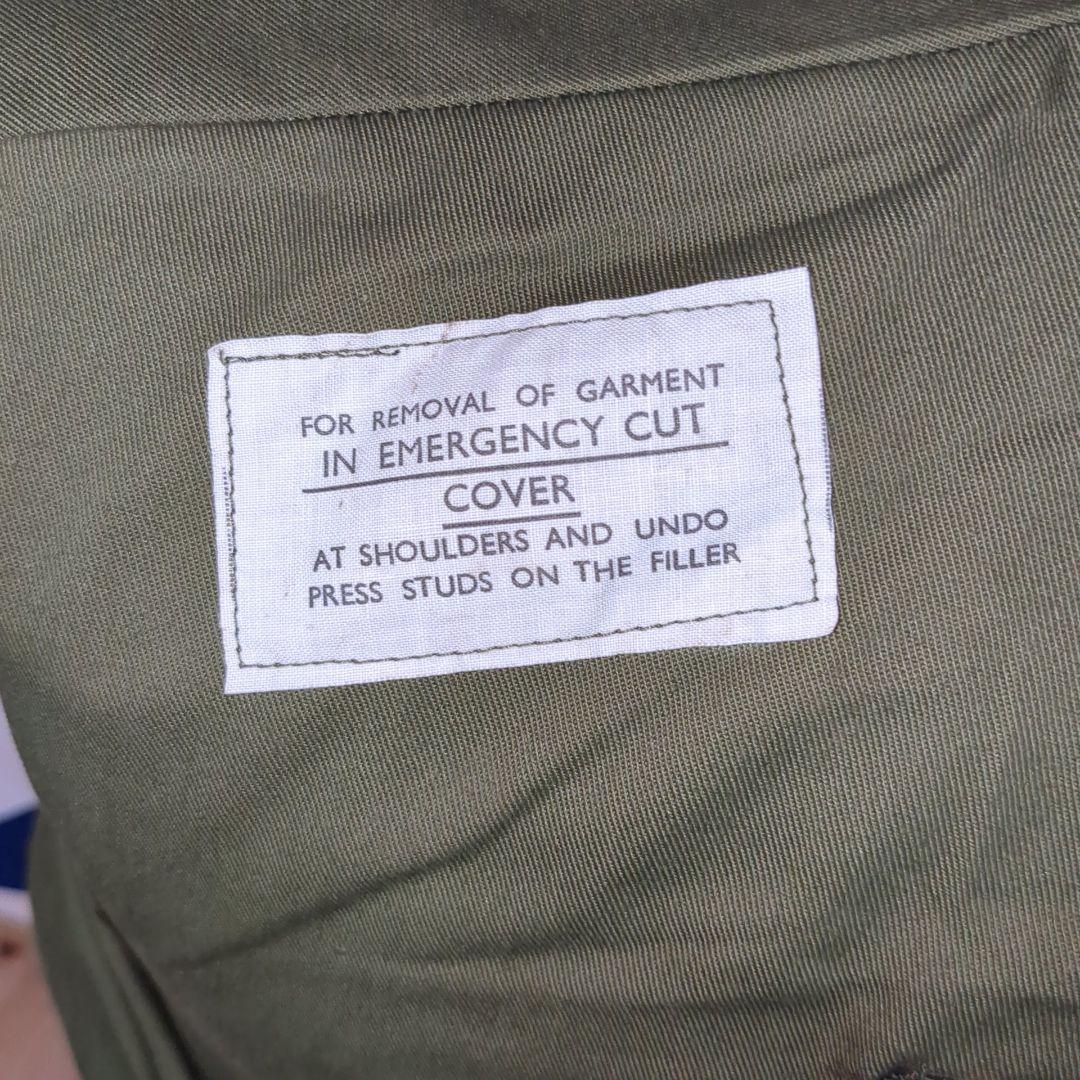 FOR REMOVAL OF GARMENT
IN EMERGENCY CUT
COVER
AT SHOULDERS AND UNDO
PRESS STUDS ON THE FILLER